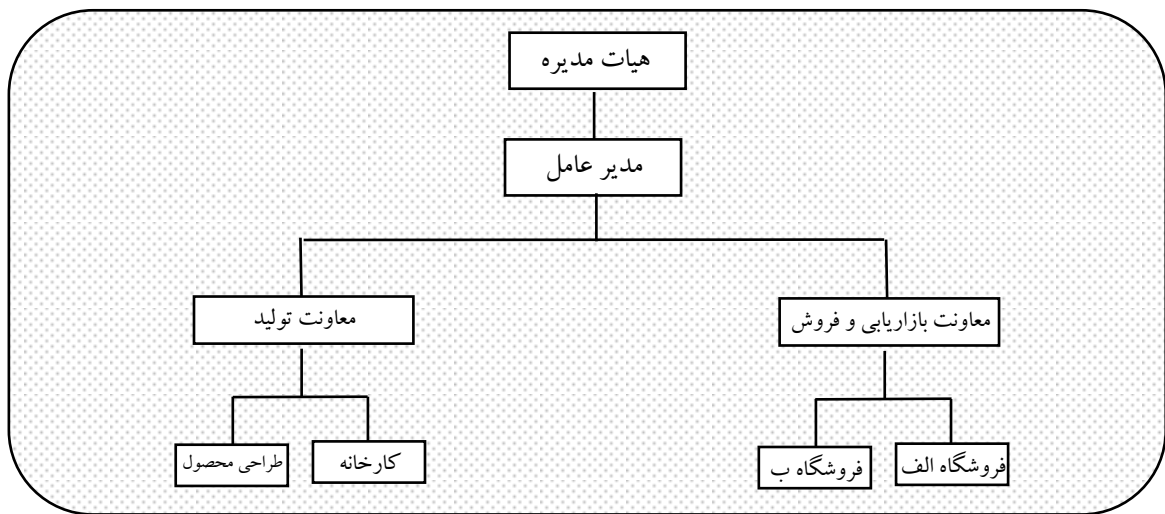 هیات مدیره
مدیر عامل
معاونت بازاریابی و فروش
معاونت تولید
فروشگاه الف
فروشگاه ب
کارخانه
طراحی محصول